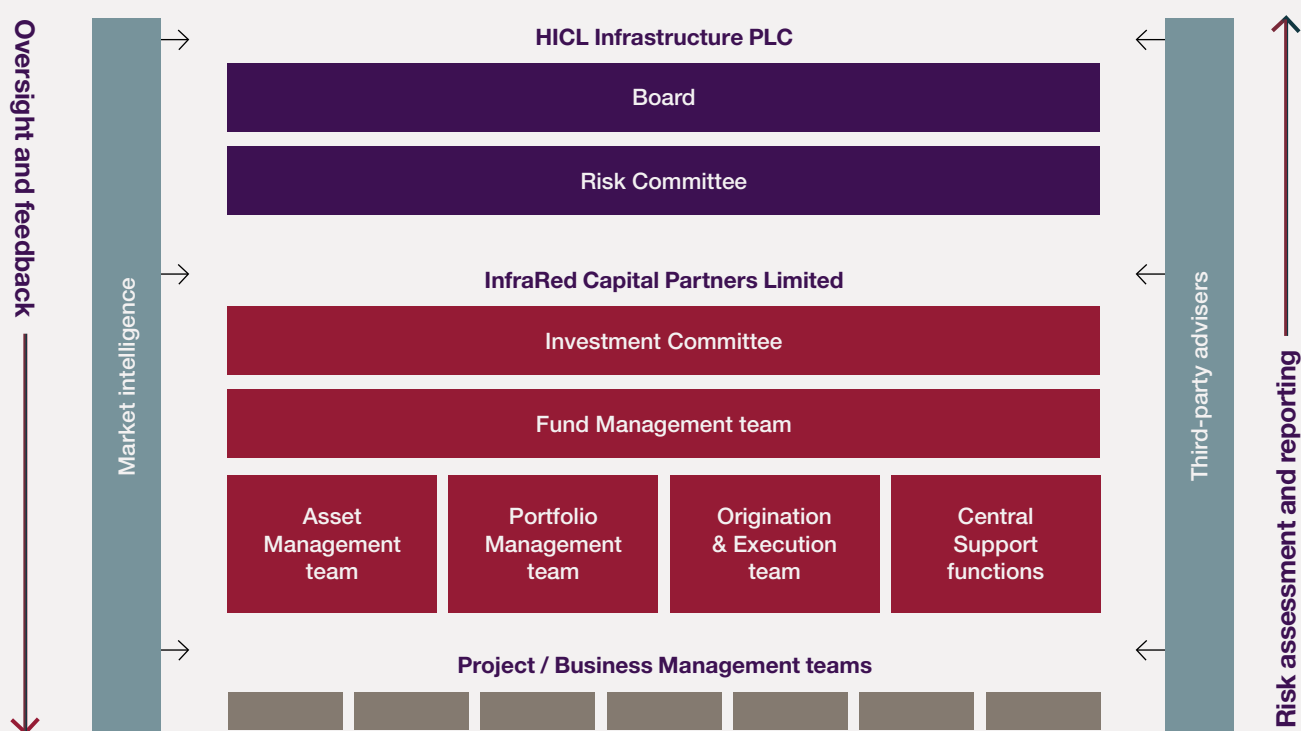 Oversight and feedback
Market intelligence
HICL Infrastructure PLC
Board
Risk Committee
InfraRed Capital Partners Limited
Investment Committee
Fund Management team
Asset
Management
team
Portfolio
Management
team
Origination
& Execution
team
Central
Support
functions
Project / Business Management teams
Third-party advisers
Risk assessment and reporting